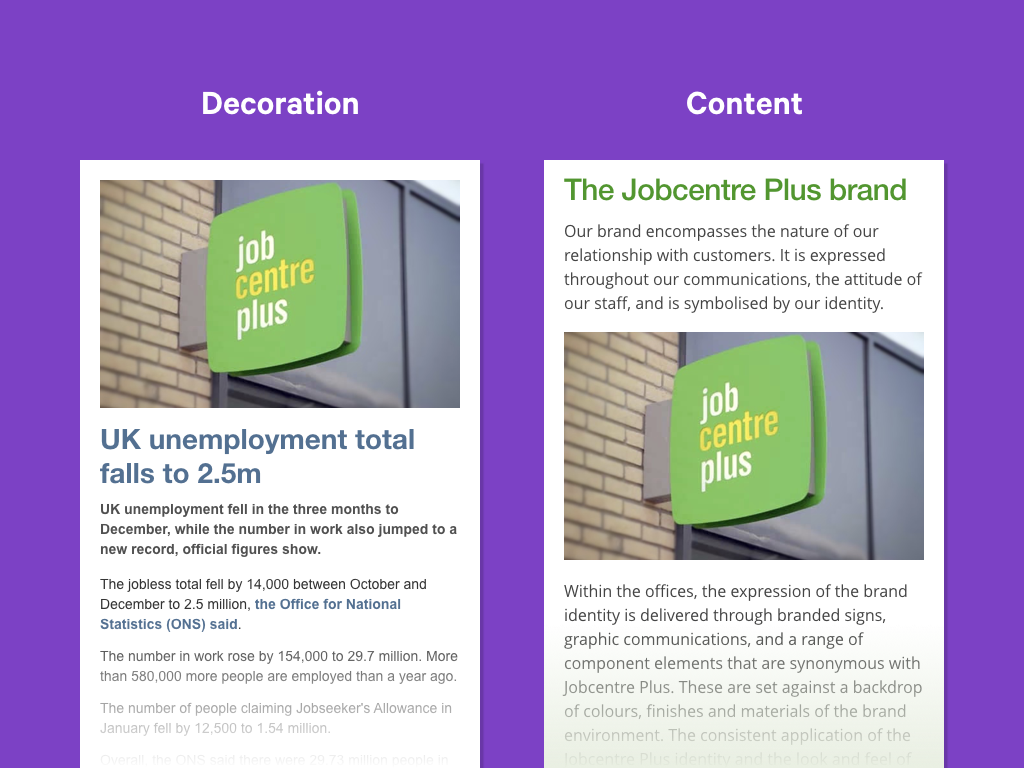 Decoration
job
centre
plus
UK unemployment total
falls to 2.5m
UK unemployment fell in the three months to
December, while the number in work also jumped to a
new record, official figures show.
The jobless total fell by 14,000 between October and
December to 2.5 million, the Office for National
Statistics (ONS) said.
The number in work rose by 154,000 to 29.7 million. More
than 580,000 more people are employed than a year ago.
The number of people claiming Jobseeker's Allowance in
January fell by 12,500 to 1.54 million.
Overall, the ONS said there were 29.73 million people in
Content
The Jobcentre Plus brand
Our brand encompasses the nature of our
relationship with customers. It is expressed
throughout our communications, the attitude of
our staff, and is symbolised by our identity.
job
centre
plus
Within the offices, the expression of the brand
identity is delivered through branded signs,
graphic communications, and a range of
component elements that are synonymous with
Jobcentre Plus. These are set against a backdrop
of colours, finishes and materials of the brand
environment. The consistent application of the
Jobcentre Plus identity and the look and feel of